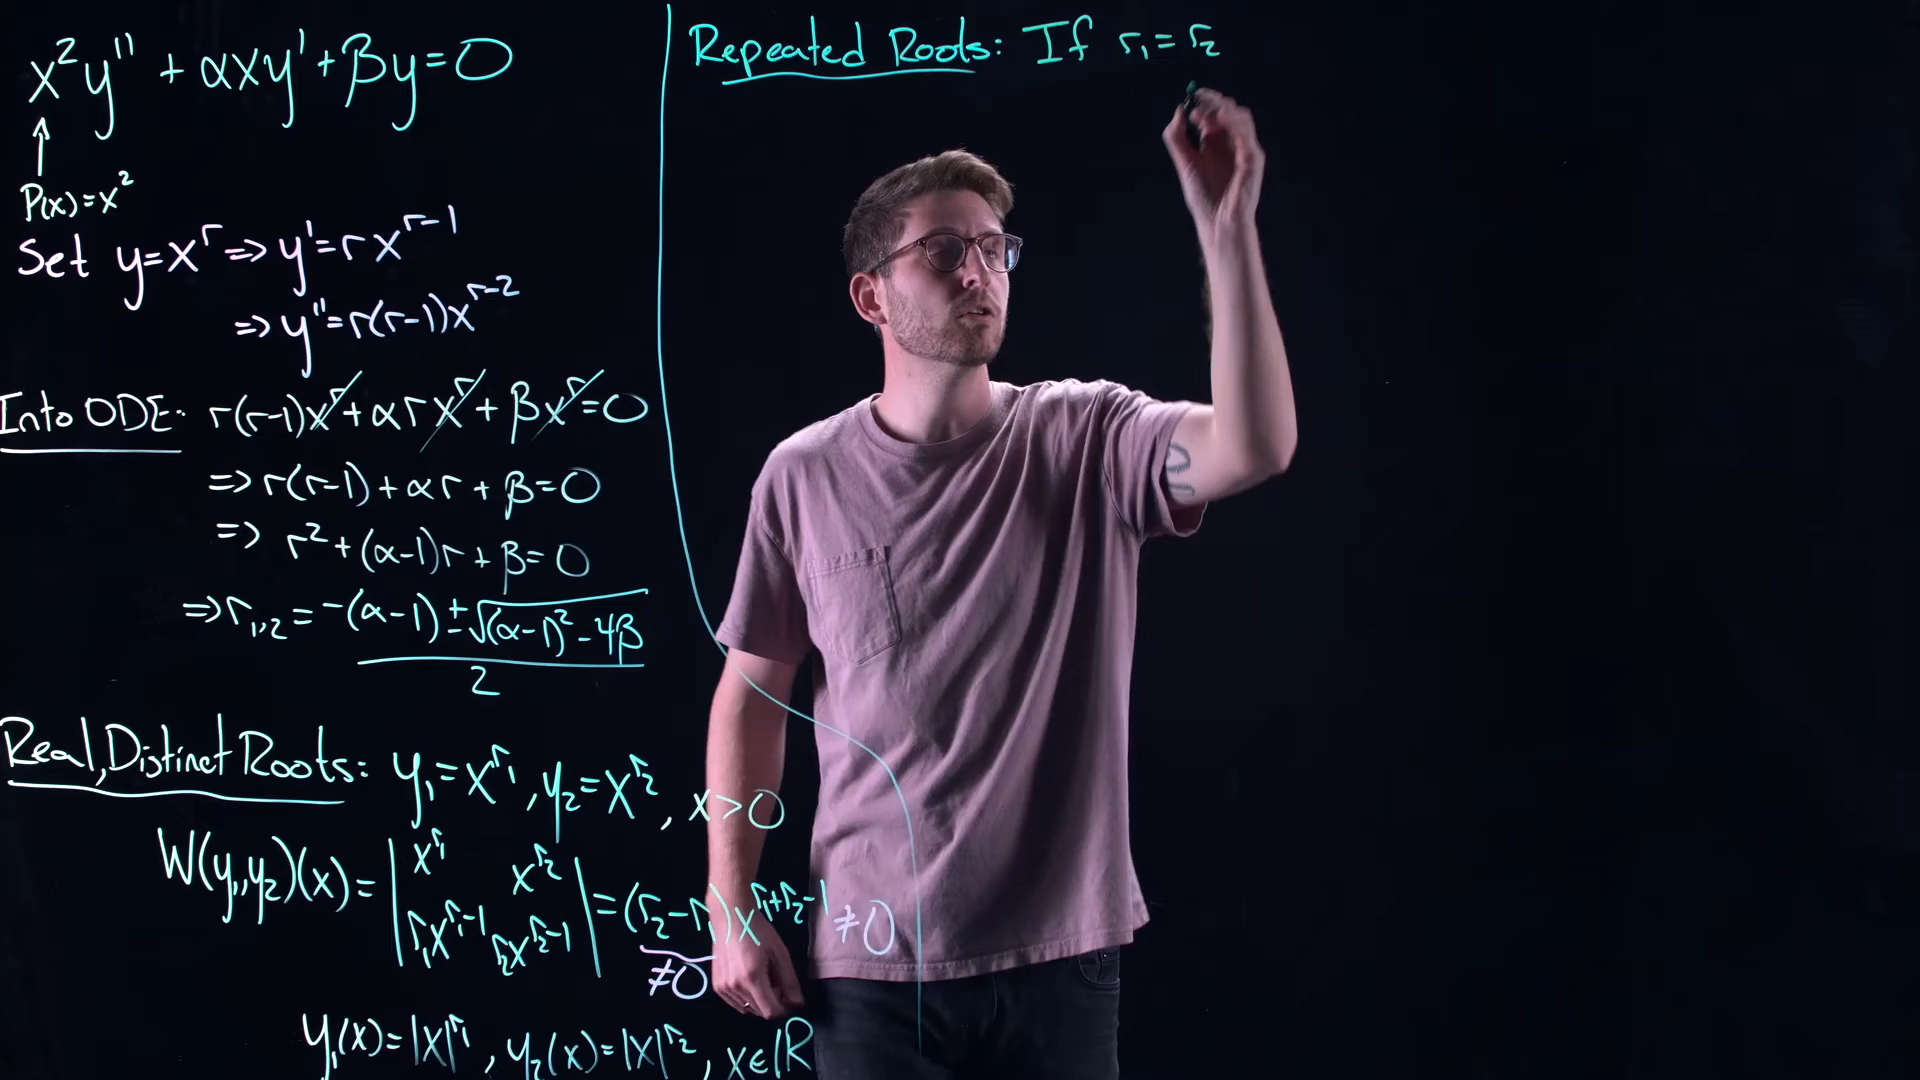 x²y'' + αxy' + βy = 0
↑
P(x) = x²
Set y = x^r ⇒ y' = r x^(r-1)
⇒ y'' = r(r-1)x^(r-2)
Into ODE: r(r-1)x^r + αr x^r + βx^r = 0
⇒ r(r-1) + αr + β = 0
⇒ r² + (α-1)r + β = 0
⇒ r₁,₂ = (-(α-1) ± √((α-1)² - 4β)) / 2
Real, Distinct Roots: y₁ = x^r₁, y₂ = x^r₂, x > 0
W(y₁,y₂)(x) = | x^r₁ x^r₂ ; r₁x^(r₁-1) r₂x^(r₂-1) | = (r₂-r₁)x^(r₁+r₂-1) ≠ 0
≠0
y₁(x) = |x|^r₁, y₂(x) = |x|^r₂, x ∈ ℝ
Repeated Roots: If r₁ = r₂